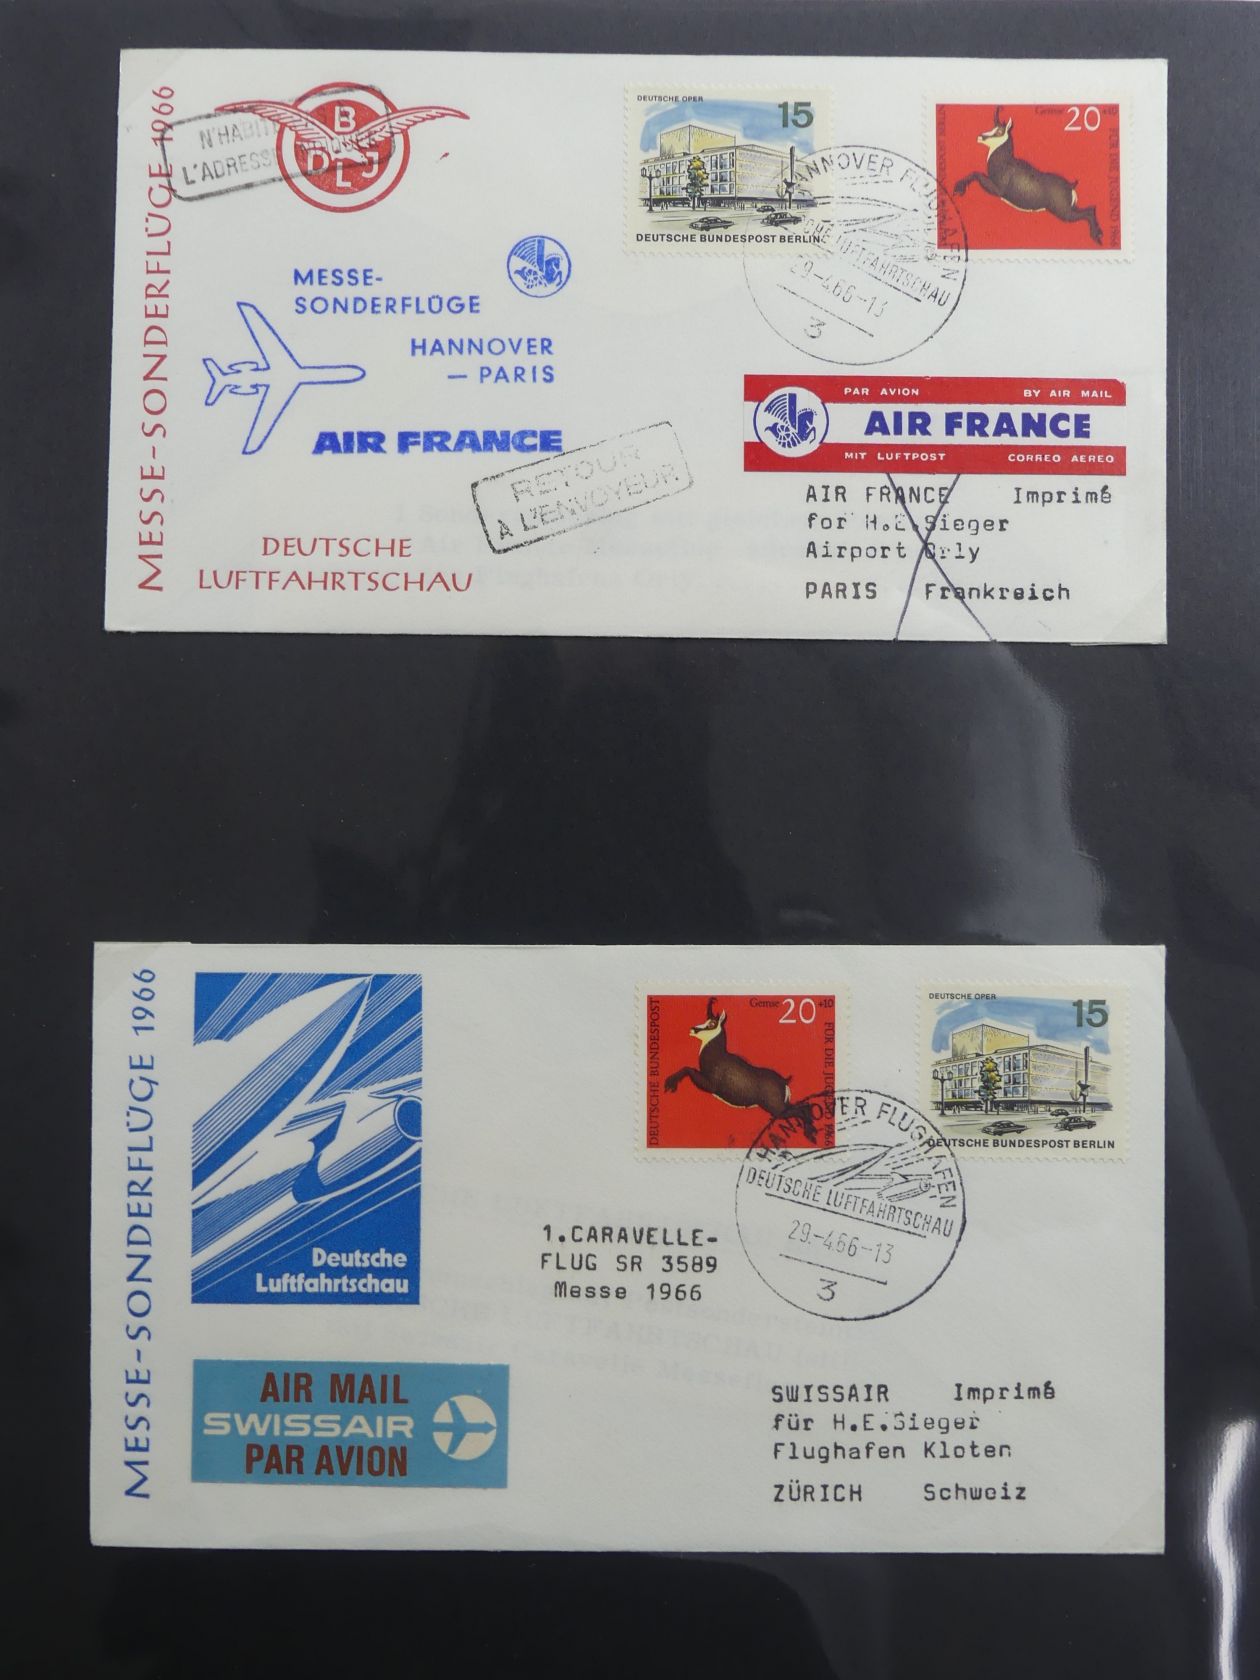 MESSE-SONDERFLÜGE 1966
N'HABITE PAS
L'ADRESSE INDIQUÉE
B
D J
L
MESSE-
SONDERFLÜGE
HANNOVER
— PARIS
AIR FRANCE
DEUTSCHE
LUFTFAHRTSCHAU
RETOUR
À L'ENVOYEUR
DEUTSCHE OPER
15
DEUTSCHE BUNDESPOST BERLIN
Gemse 20 +10
FÜR DIE JUGEND 1966
HANNOVER FLUGHAFEN
DEUTSCHE LUFTFAHRTSCHAU
29.-4.66-13
3
PAR AVION BY AIR MAIL
AIR FRANCE
MIT LUFTPOST CORREO AEREO
AIR FRANCE Imprimé
for H.E.Sieger
Airport Orly
PARIS Frankreich
MESSE-SONDERFLÜGE 1966
Deutsche
Luftfahrtschau
AIR MAIL
SWISSAIR
PAR AVION
1.CARAVELLE-
FLUG SR 3589
Messe 1966
DEUTSCHE BUNDESPOST
Gemse 20 +10
FÜR DIE JUGEND 1966
DEUTSCHE OPER
15
DEUTSCHE BUNDESPOST BERLIN
HANNOVER FLUGHAFEN
DEUTSCHE LUFTFAHRTSCHAU
29.-4.66-13
3
SWISSAIR Imprimé
für H.E.Sieger
Flughafen Kloten
ZÜRICH Schweiz